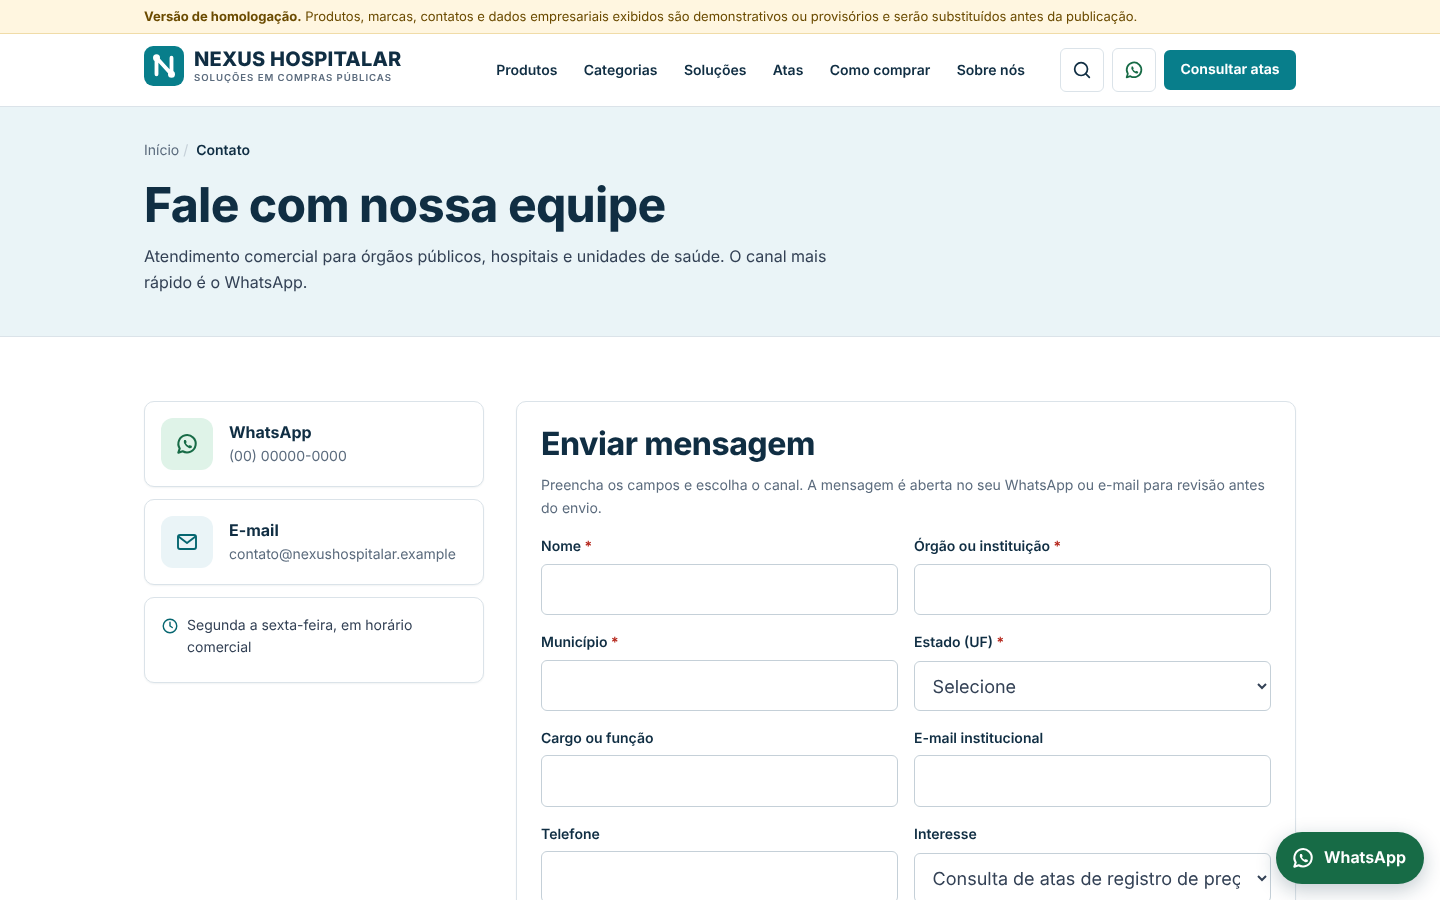 Versão de homologação. Produtos, marcas, contatos e dados empresariais exibidos são demonstrativos ou provisórios e serão substituídos antes da publicação.
NEXUS HOSPITALAR
SOLUÇÕES EM COMPRAS PÚBLICAS
Produtos Categorias Soluções Atas Como comprar Sobre nós Consultar atas
Início / Contato
Fale com nossa equipe
Atendimento comercial para órgãos públicos, hospitais e unidades de saúde. O canal mais
rápido é o WhatsApp.
WhatsApp
(00) 00000-0000
E-mail
contato@nexushospitalar.example
Segunda a sexta-feira, em horário
comercial
Enviar mensagem
Preencha os campos e escolha o canal. A mensagem é aberta no seu WhatsApp ou e-mail para revisão antes
do envio.
Nome *
Órgão ou instituição *
Município *
Estado (UF) *
Selecione
Cargo ou função
E-mail institucional
Telefone
Interesse
Consulta de atas de registro de preç
WhatsApp